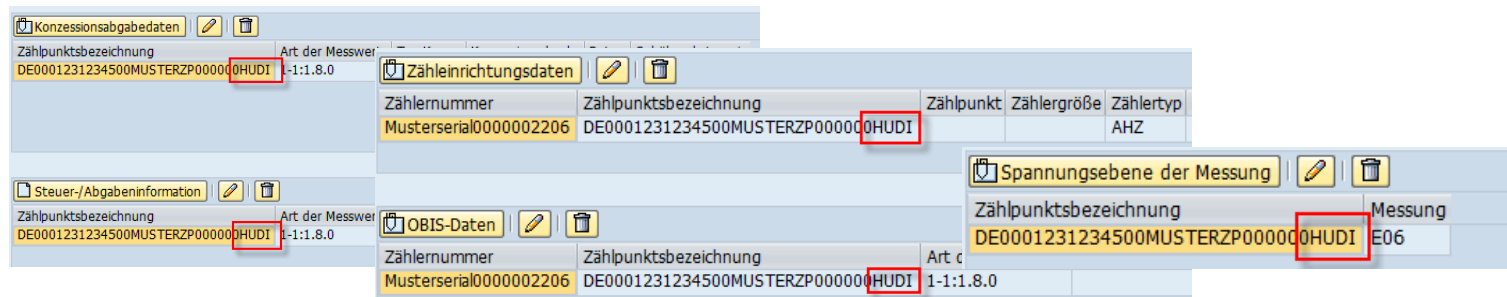 Konzessionsabgabedaten
Zählpunktsbezeichnung Art der Messwer
DE0001231234500MUSTERZP000000HUDI 1-1:1.8.0
Zähleinrichtungsdaten
Zählernummer Zählpunktsbezeichnung Zählpunkt Zählergröße Zählertyp
Musterserial0000002206 DE0001231234500MUSTERZP000000HUDI AHZ
Spannungsebene der Messung
Zählpunktsbezeichnung Messung
DE0001231234500MUSTERZP000000HUDI E06
Steuer-/Abgabeninformation
Zählpunktsbezeichnung Art der Messwer
DE0001231234500MUSTERZP000000HUDI 1-1:1.8.0
OBIS-Daten
Zählernummer Zählpunktsbezeichnung Art
Musterserial0000002206 DE0001231234500MUSTERZP000000HUDI 1-1:1.8.0